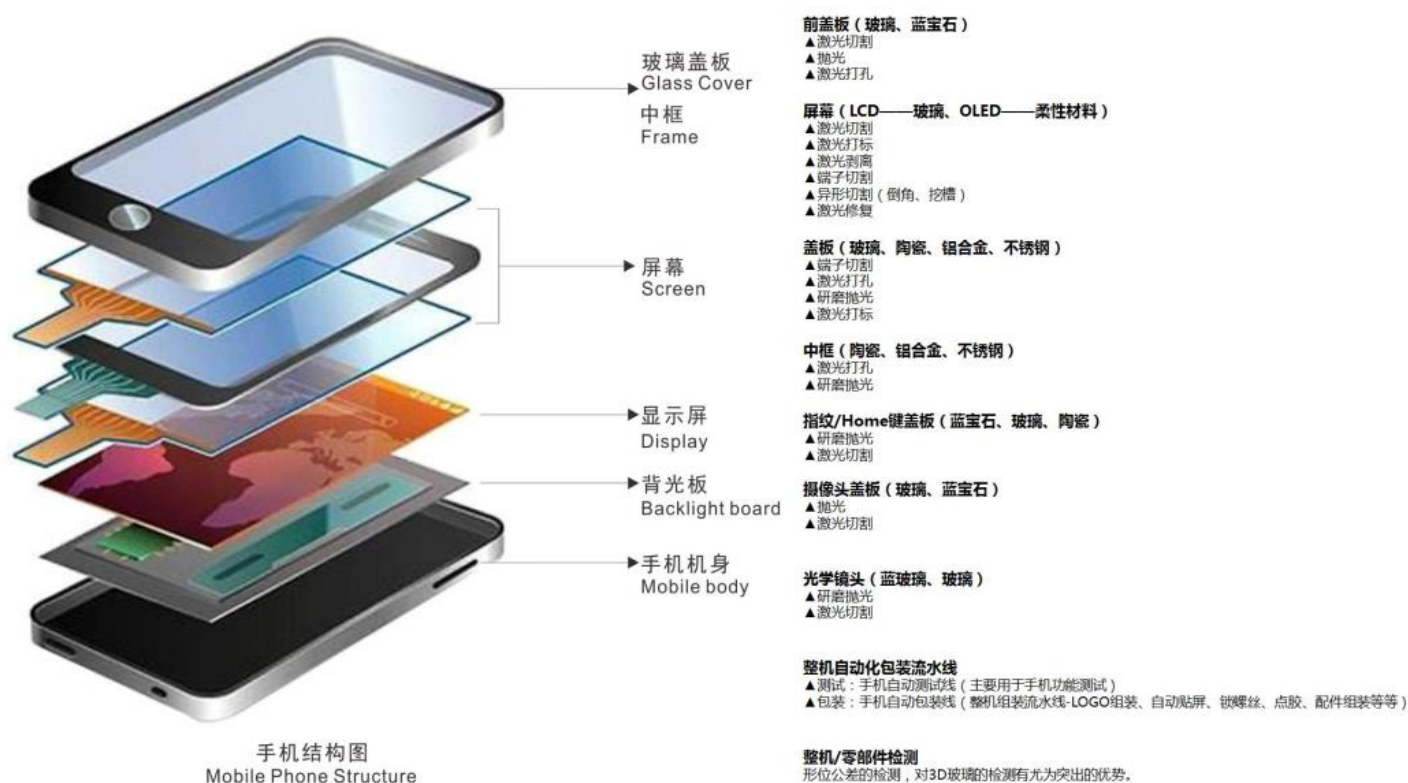 玻璃盖板
Glass Cover
中框
Frame
屏幕
Screen
显示屏
Display
背光板
Backlight board
手机机身
Mobile body
手机结构图
Mobile Phone Structure
前盖板（玻璃、蓝宝石）
▲激光切割
▲抛光
▲激光打孔
屏幕（LCD——玻璃、OLED——柔性材料）
▲激光切割
▲激光打标
▲激光剥离
▲端子切割
▲异形切割（倒角、挖槽）
▲激光修复
盖板（玻璃、陶瓷、铝合金、不锈钢）
▲端子切割
▲激光打孔
▲研磨抛光
▲激光打标
中框（陶瓷、铝合金、不锈钢）
▲激光打孔
▲研磨抛光
指纹/Home键盖板（蓝宝石、玻璃、陶瓷）
▲研磨抛光
▲激光切割
摄像头盖板（玻璃、蓝宝石）
▲抛光
▲激光切割
光学镜头（蓝玻璃、玻璃）
▲研磨抛光
▲激光切割
整机自动化包装流水线
▲测试：手机自动测试线（主要用于手机功能测试）
▲包装：手机自动包装线（整机组装流水线-LOGO组装、自动贴屏、锁螺丝、点胶、配件组装等等）
整机/零部件检测
形位公差的检测，对3D玻璃的检测有尤为突出的优势。